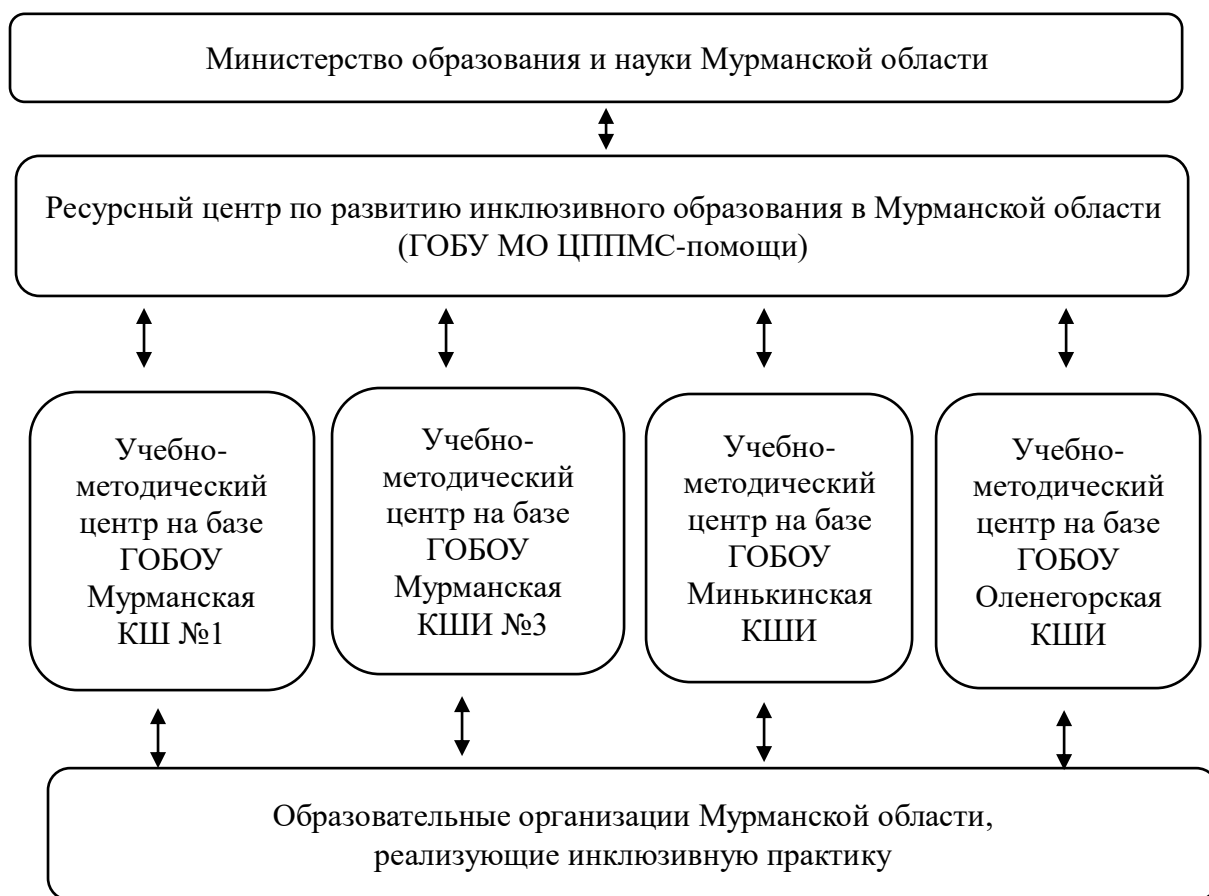 Министерство образования и науки Мурманской области
Ресурсный центр по развитию инклюзивного образования в Мурманской области
(ГОБУ МО ЦППМС-помощи)
Учебно-
методический
центр на базе
ГОБОУ
Мурманская
КШ №1
Учебно-
методический
центр на базе
ГОБОУ
Мурманская
КШИ №3
Учебно-
методический
центр на базе
ГОБОУ
Минькинская
КШИ
Учебно-
методический
центр на базе
ГОБОУ
Оленегорская
КШИ
Образовательные организации Мурманской области,
реализующие инклюзивную практику